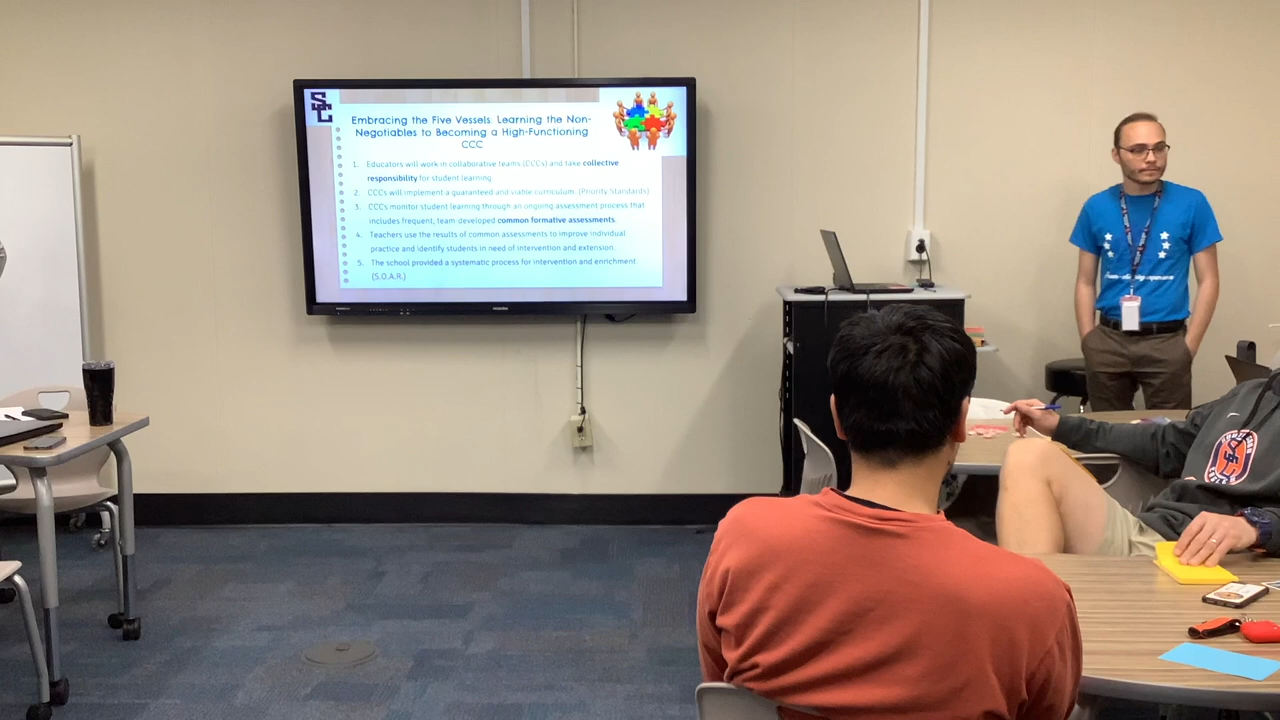 Embracing the Five Vessels: Learning the Non-
Negotiables to Becoming a High-Functioning
CCC
1. Educators will work in collaborative teams (CCCs) and take collective
responsibility for student learning
2. CCCs will implement a guaranteed and viable curriculum. (Priority Standards)
3. CCCs monitor student learning through an ongoing assessment process that
includes frequent, team-developed common formative assessments.
4. Teachers use the results of common assessments to improve individual
practice and identify students in need of intervention and extension.
5. The school provided a systematic process for intervention and enrichment
(S.O.A.R.)